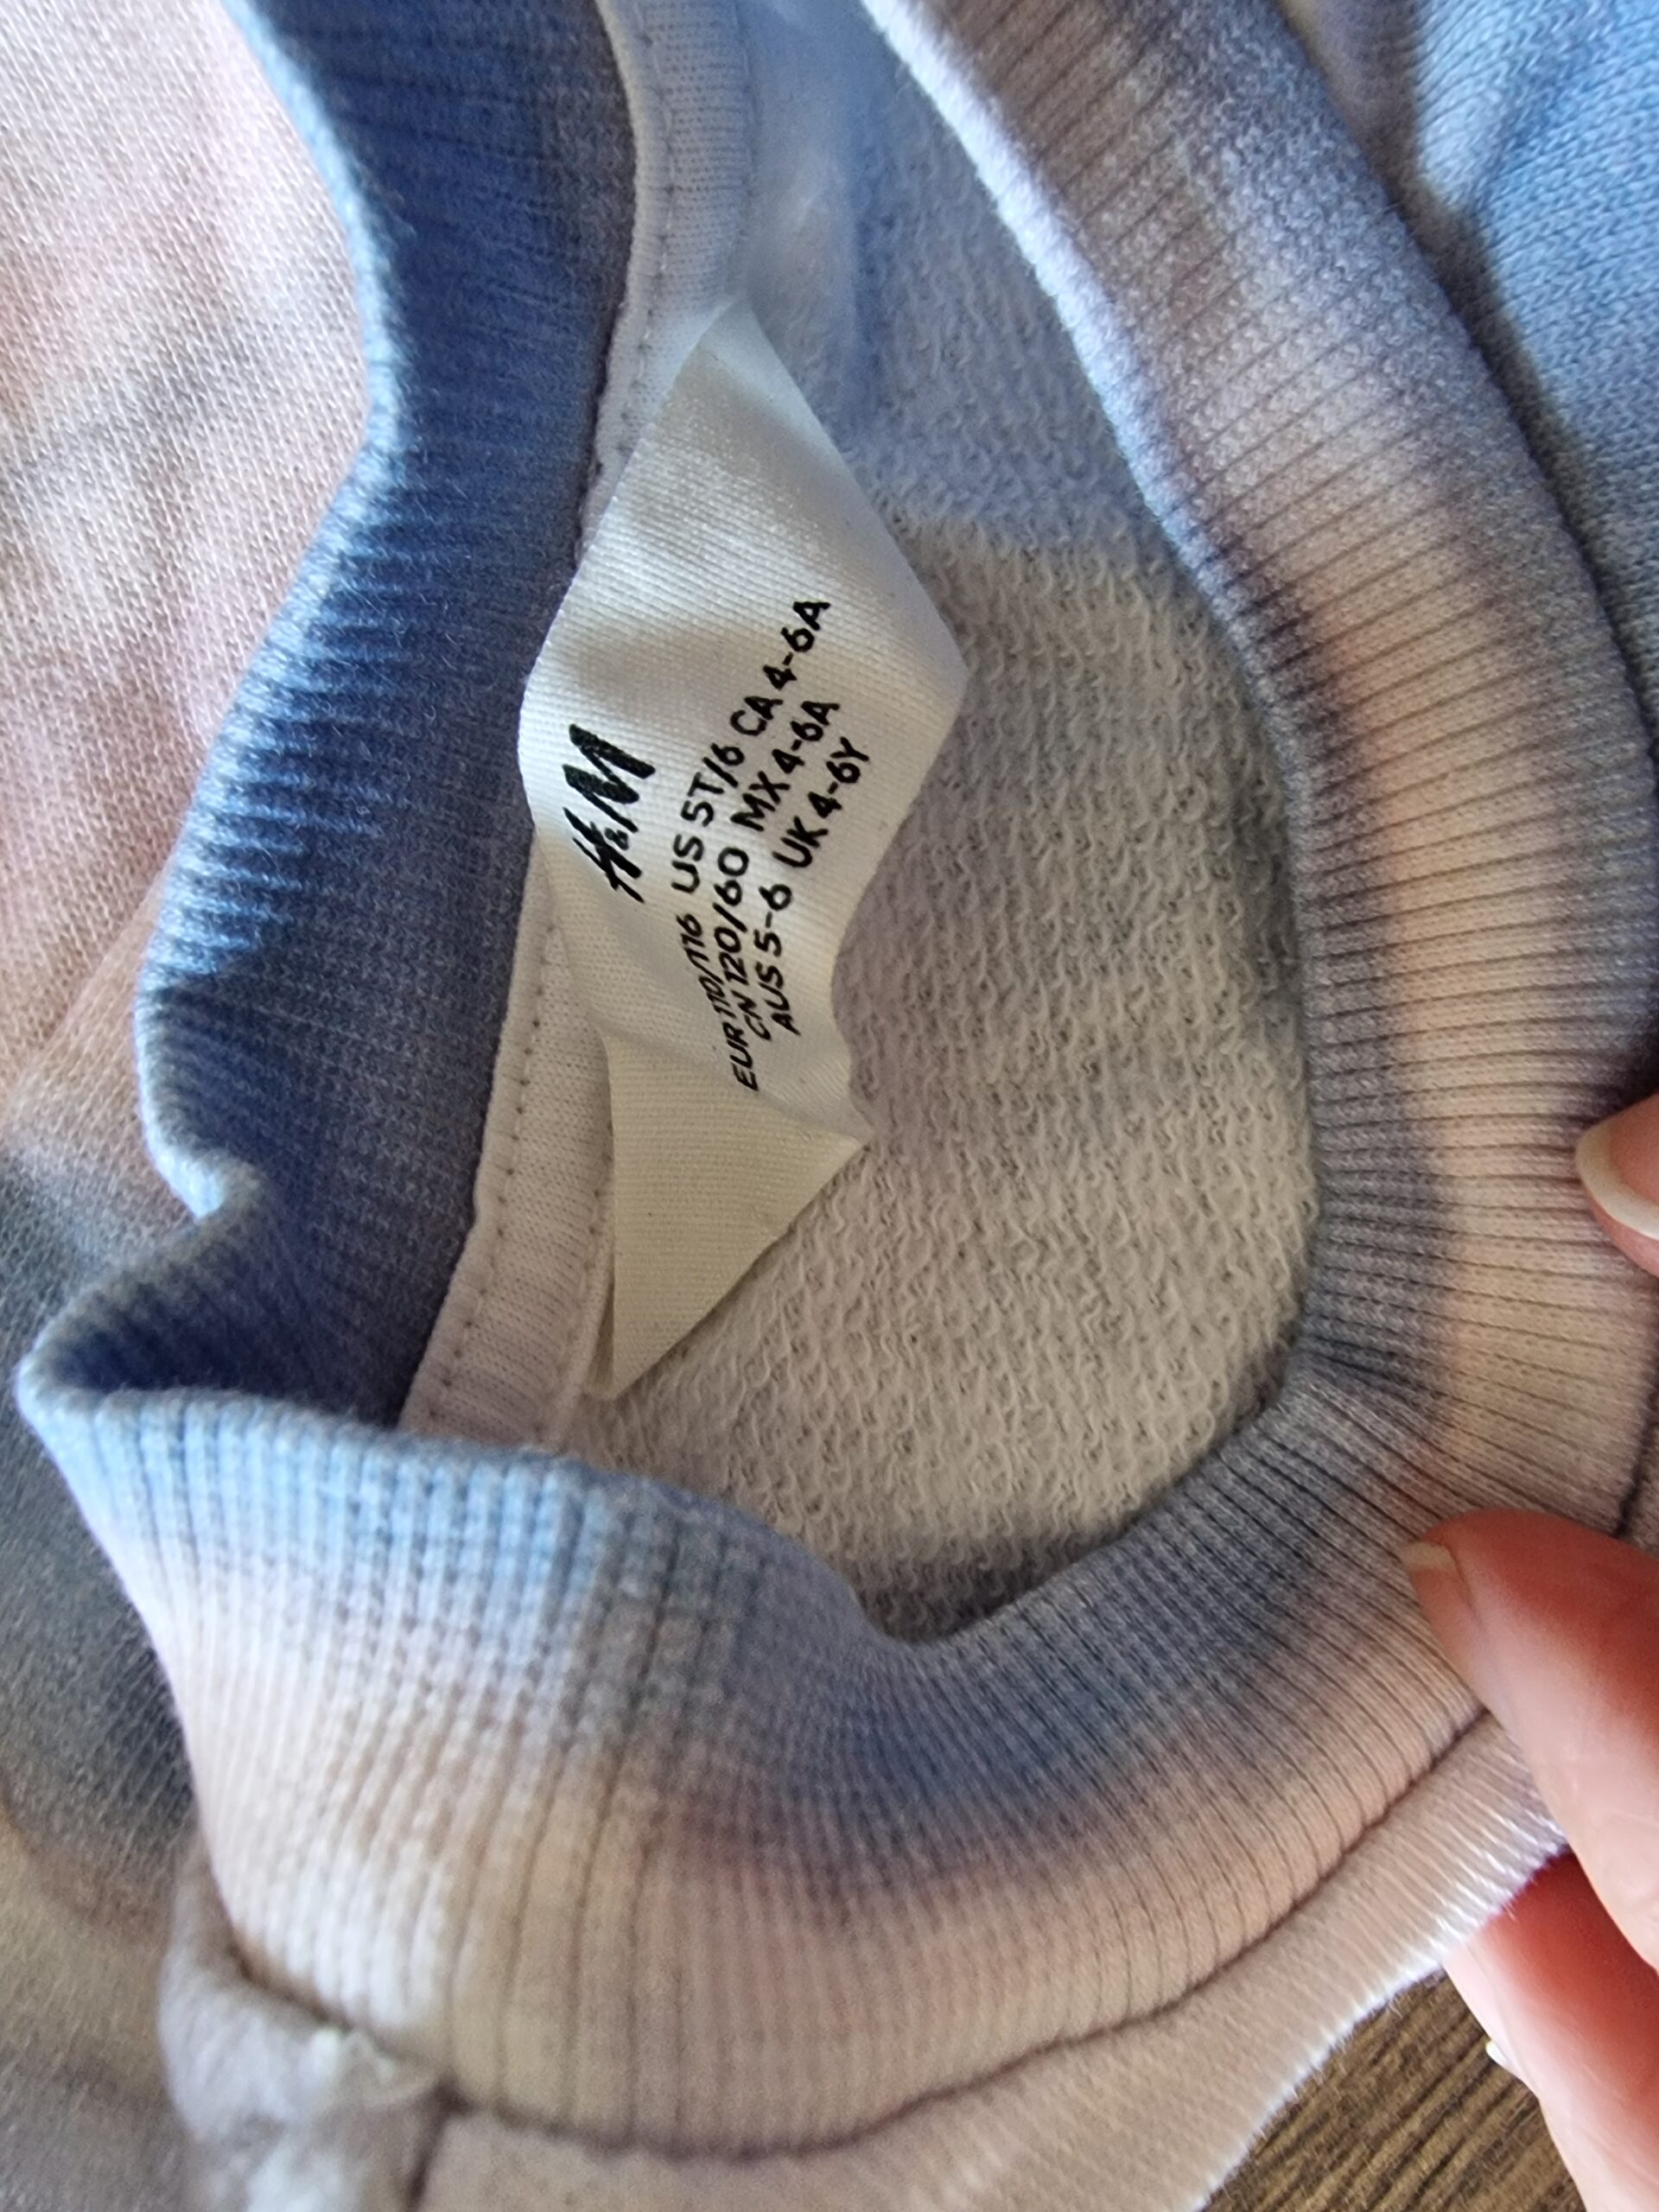 H&M
EUR 110/116 US 5T/6 CA 4-6A
CN 120/60 MX 4-6A
AUS 5-6 UK 4-6Y